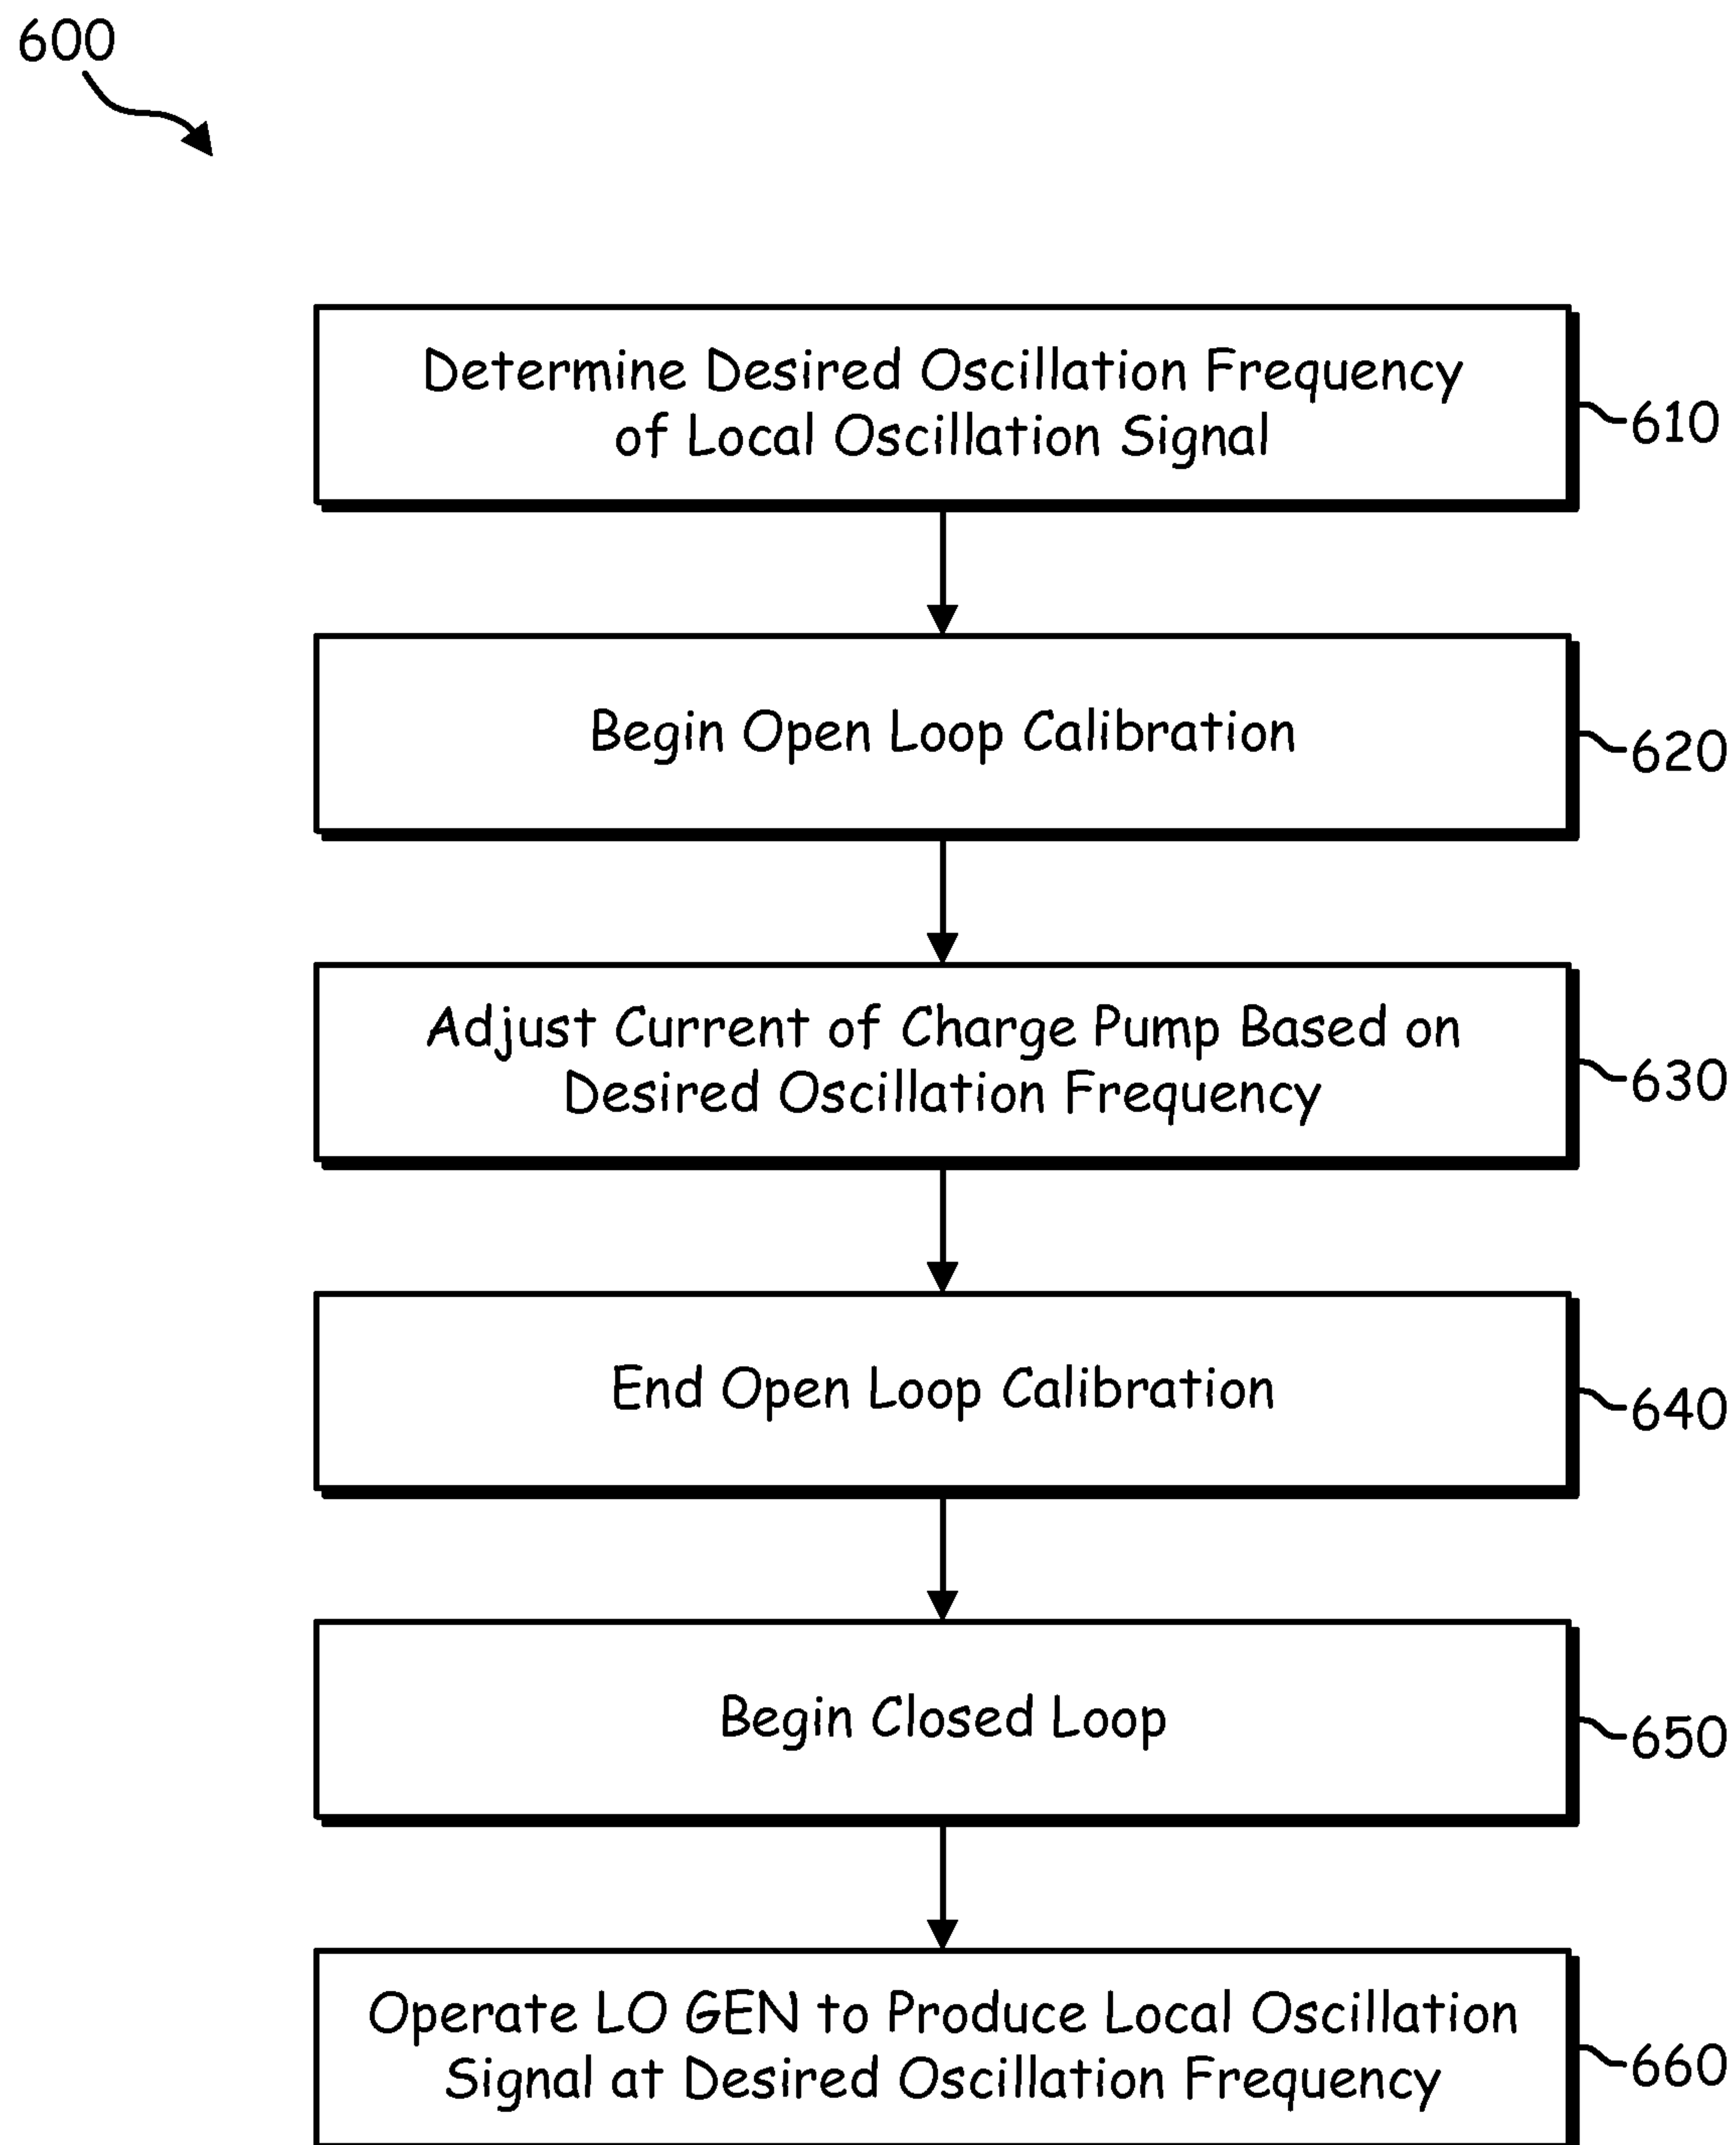 600
Determine Desired Oscillation Frequency
of Local Oscillation Signal
610
Begin Open Loop Calibration
620
Adjust Current of Charge Pump Based on
Desired Oscillation Frequency
630
End Open Loop Calibration
640
Begin Closed Loop
650
Operate LO GEN to Produce Local Oscillation
Signal at Desired Oscillation Frequency
660